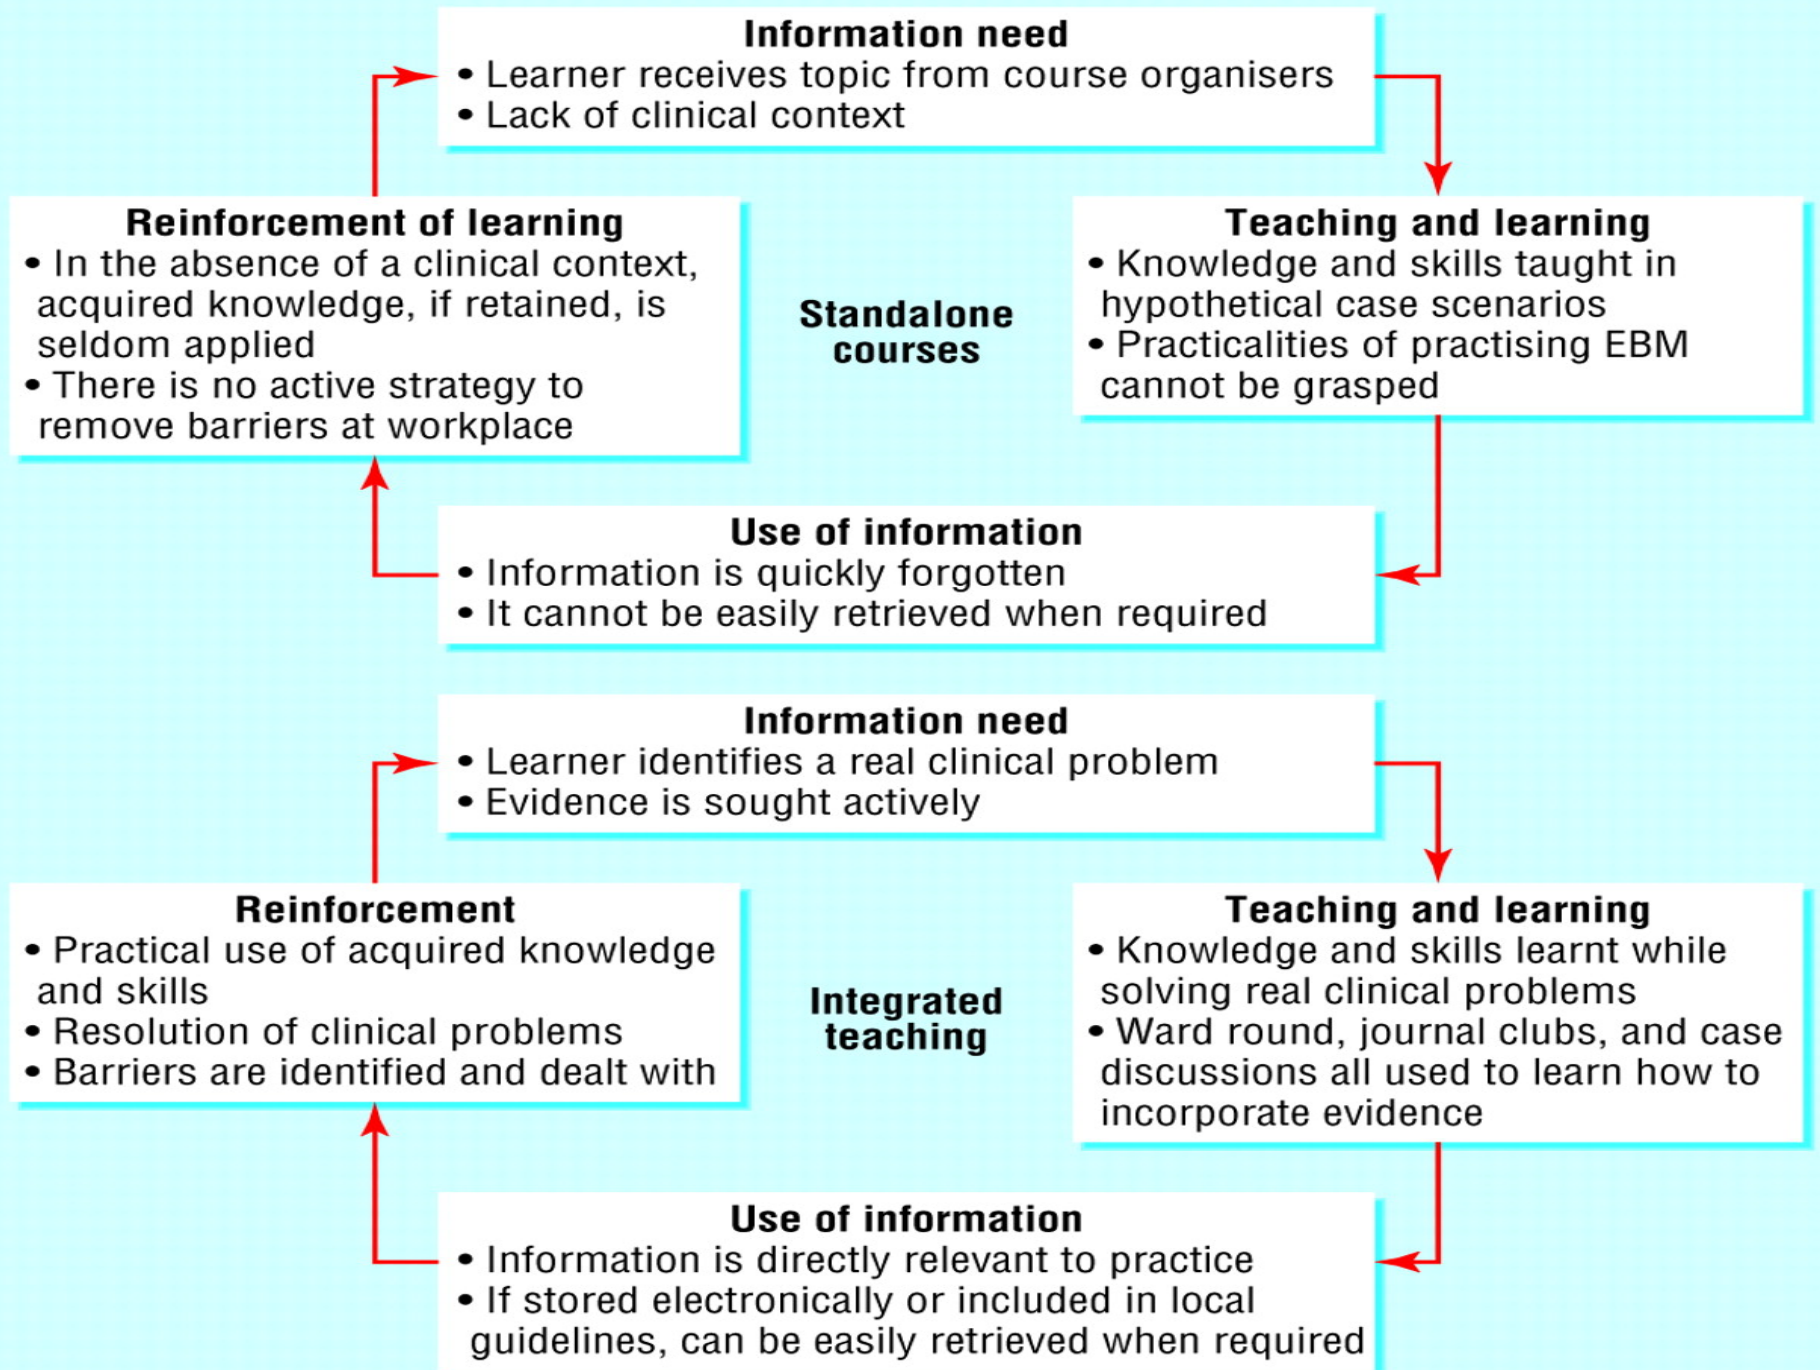 Information need
• Learner receives topic from course organisers
• Lack of clinical context
Reinforcement of learning
• In the absence of a clinical context,
acquired knowledge, if retained, is
seldom applied
• There is no active strategy to
remove barriers at workplace
Standalone
courses
Teaching and learning
• Knowledge and skills taught in
hypothetical case scenarios
• Practicalities of practising EBM
cannot be grasped
Use of information
• Information is quickly forgotten
• It cannot be easily retrieved when required
Information need
• Learner identifies a real clinical problem
• Evidence is sought actively
Reinforcement
• Practical use of acquired knowledge
and skills
• Resolution of clinical problems
• Barriers are identified and dealt with
Integrated
teaching
Teaching and learning
• Knowledge and skills learnt while
solving real clinical problems
• Ward round, journal clubs, and case
discussions all used to learn how to
incorporate evidence
Use of information
• Information is directly relevant to practice
• If stored electronically or included in local
guidelines, can be easily retrieved when required